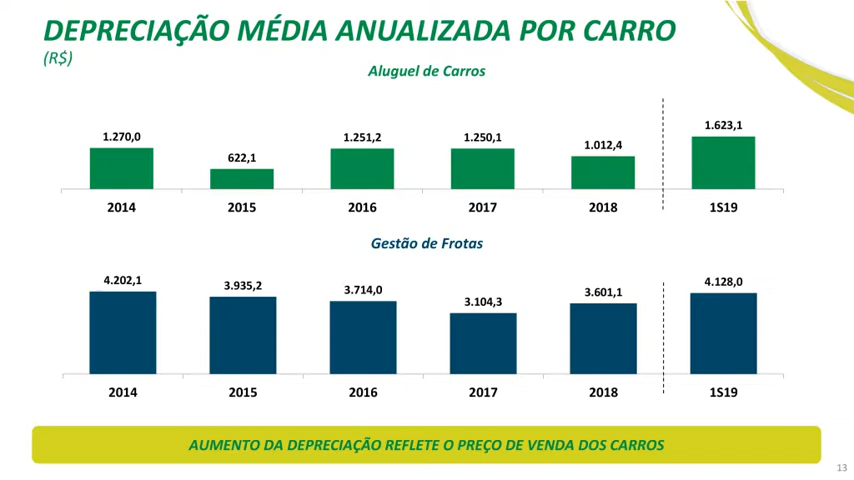 DEPRECIAÇÃO MÉDIA ANUALIZADA POR CARRO
(R$)
Aluguel de Carros
1.270,0 622,1 1.251,2 1.250,1 1.012,4 1.623,1
2014 2015 2016 2017 2018 1S19
Gestão de Frotas
4.202,1 3.935,2 3.714,0 3.104,3 3.601,1 4.128,0
2014 2015 2016 2017 2018 1S19
AUMENTO DA DEPRECIAÇÃO REFLETE O PREÇO DE VENDA DOS CARROS
13